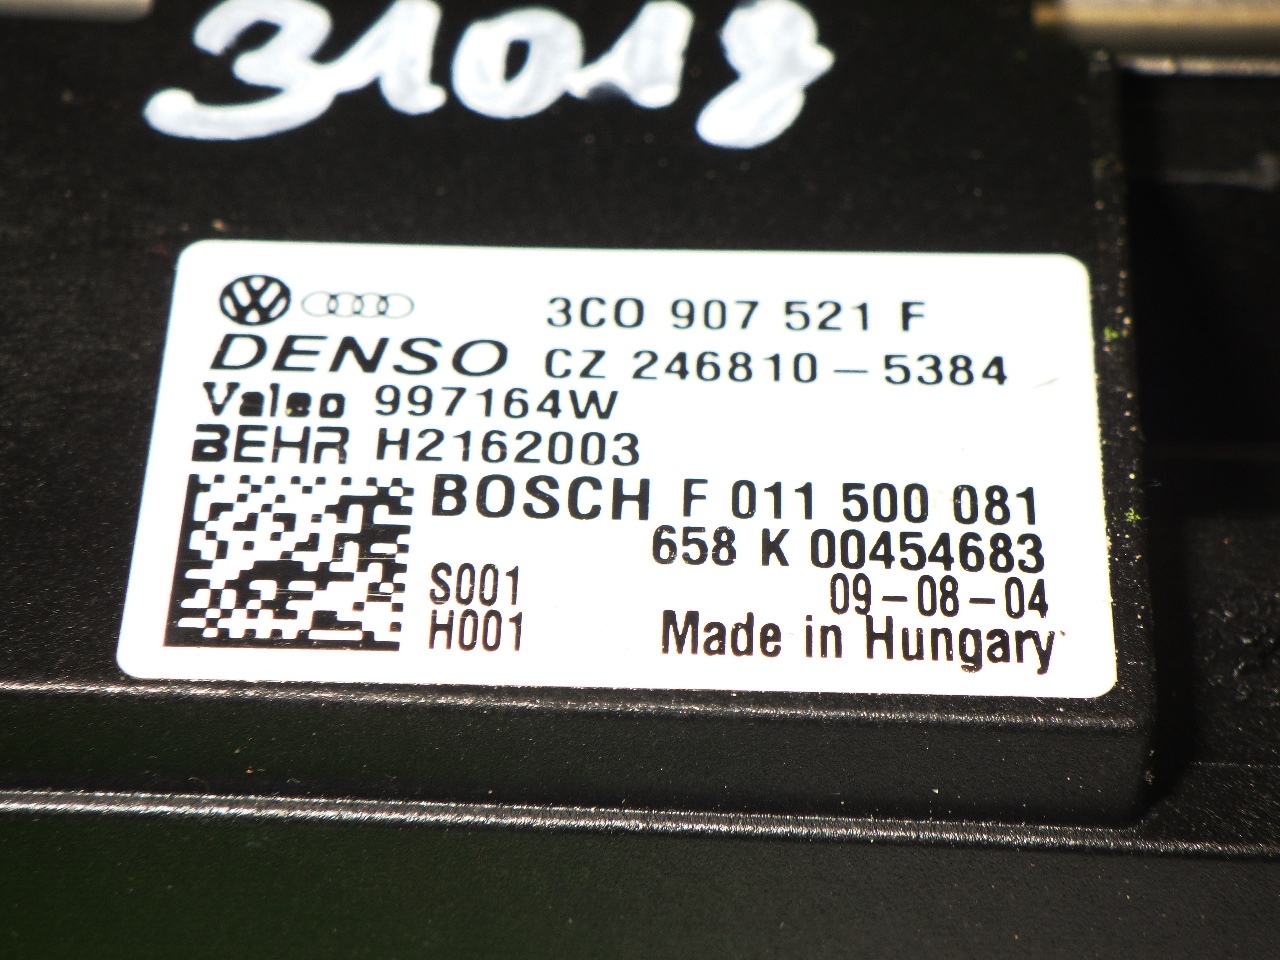 31018
3C0 907 521 F
DENSO CZ 246810-5384
Valeo 997164W
BEHR H2162003
BOSCH F 011 500 081
658 K 00454683
S001 09-08-04
H001 Made in Hungary